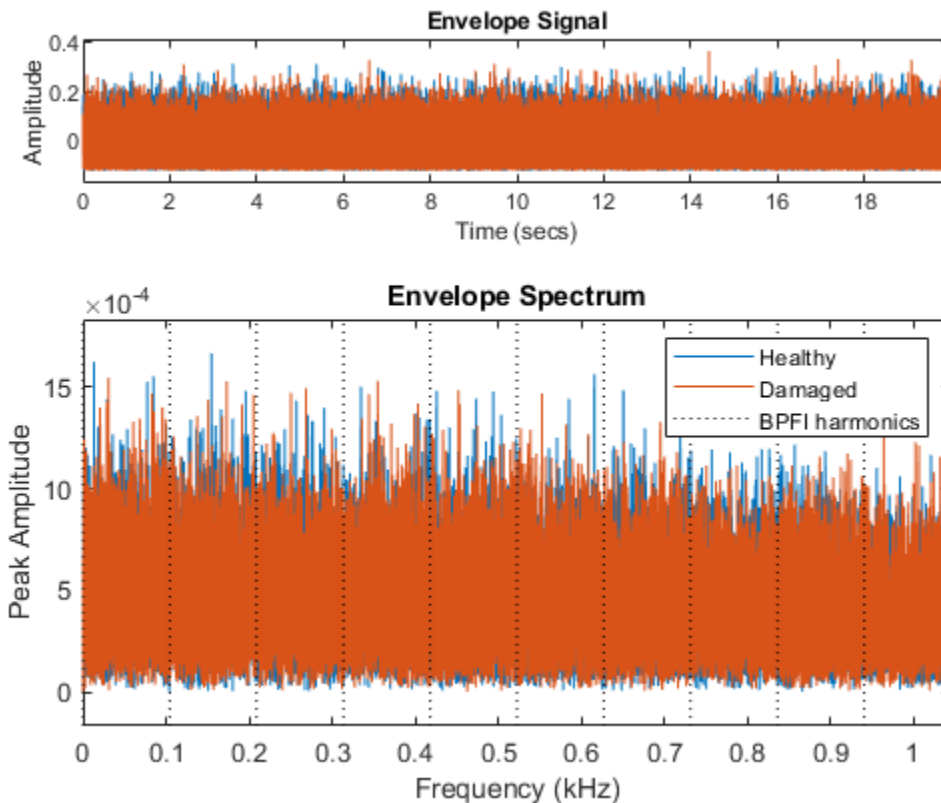 Envelope Signal
0.4
0.2
0
Amplitude
0 2 4 6 8 10 12 14 16 18
Time (secs)
×10-4
Envelope Spectrum
15
10
5
0
Peak Amplitude
Healthy
Damaged
BPFI harmonics
0 0.1 0.2 0.3 0.4 0.5 0.6 0.7 0.8 0.9 1
Frequency (kHz)